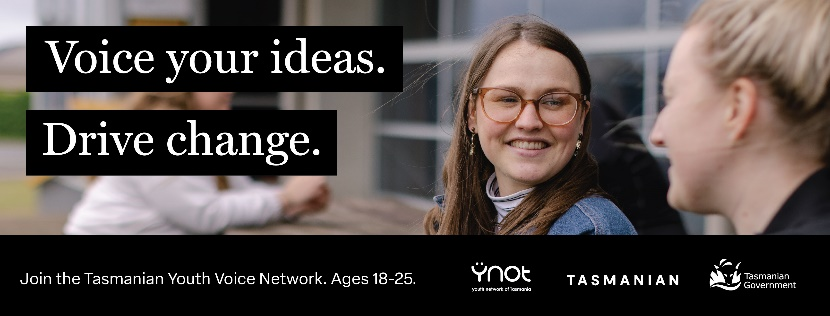 Voice your ideas.
Drive change.
Join the Tasmanian Youth Voice Network. Ages 18-25.
Ÿnot
youth network of Tasmania
TASMANIAN
Tasmanian
Government